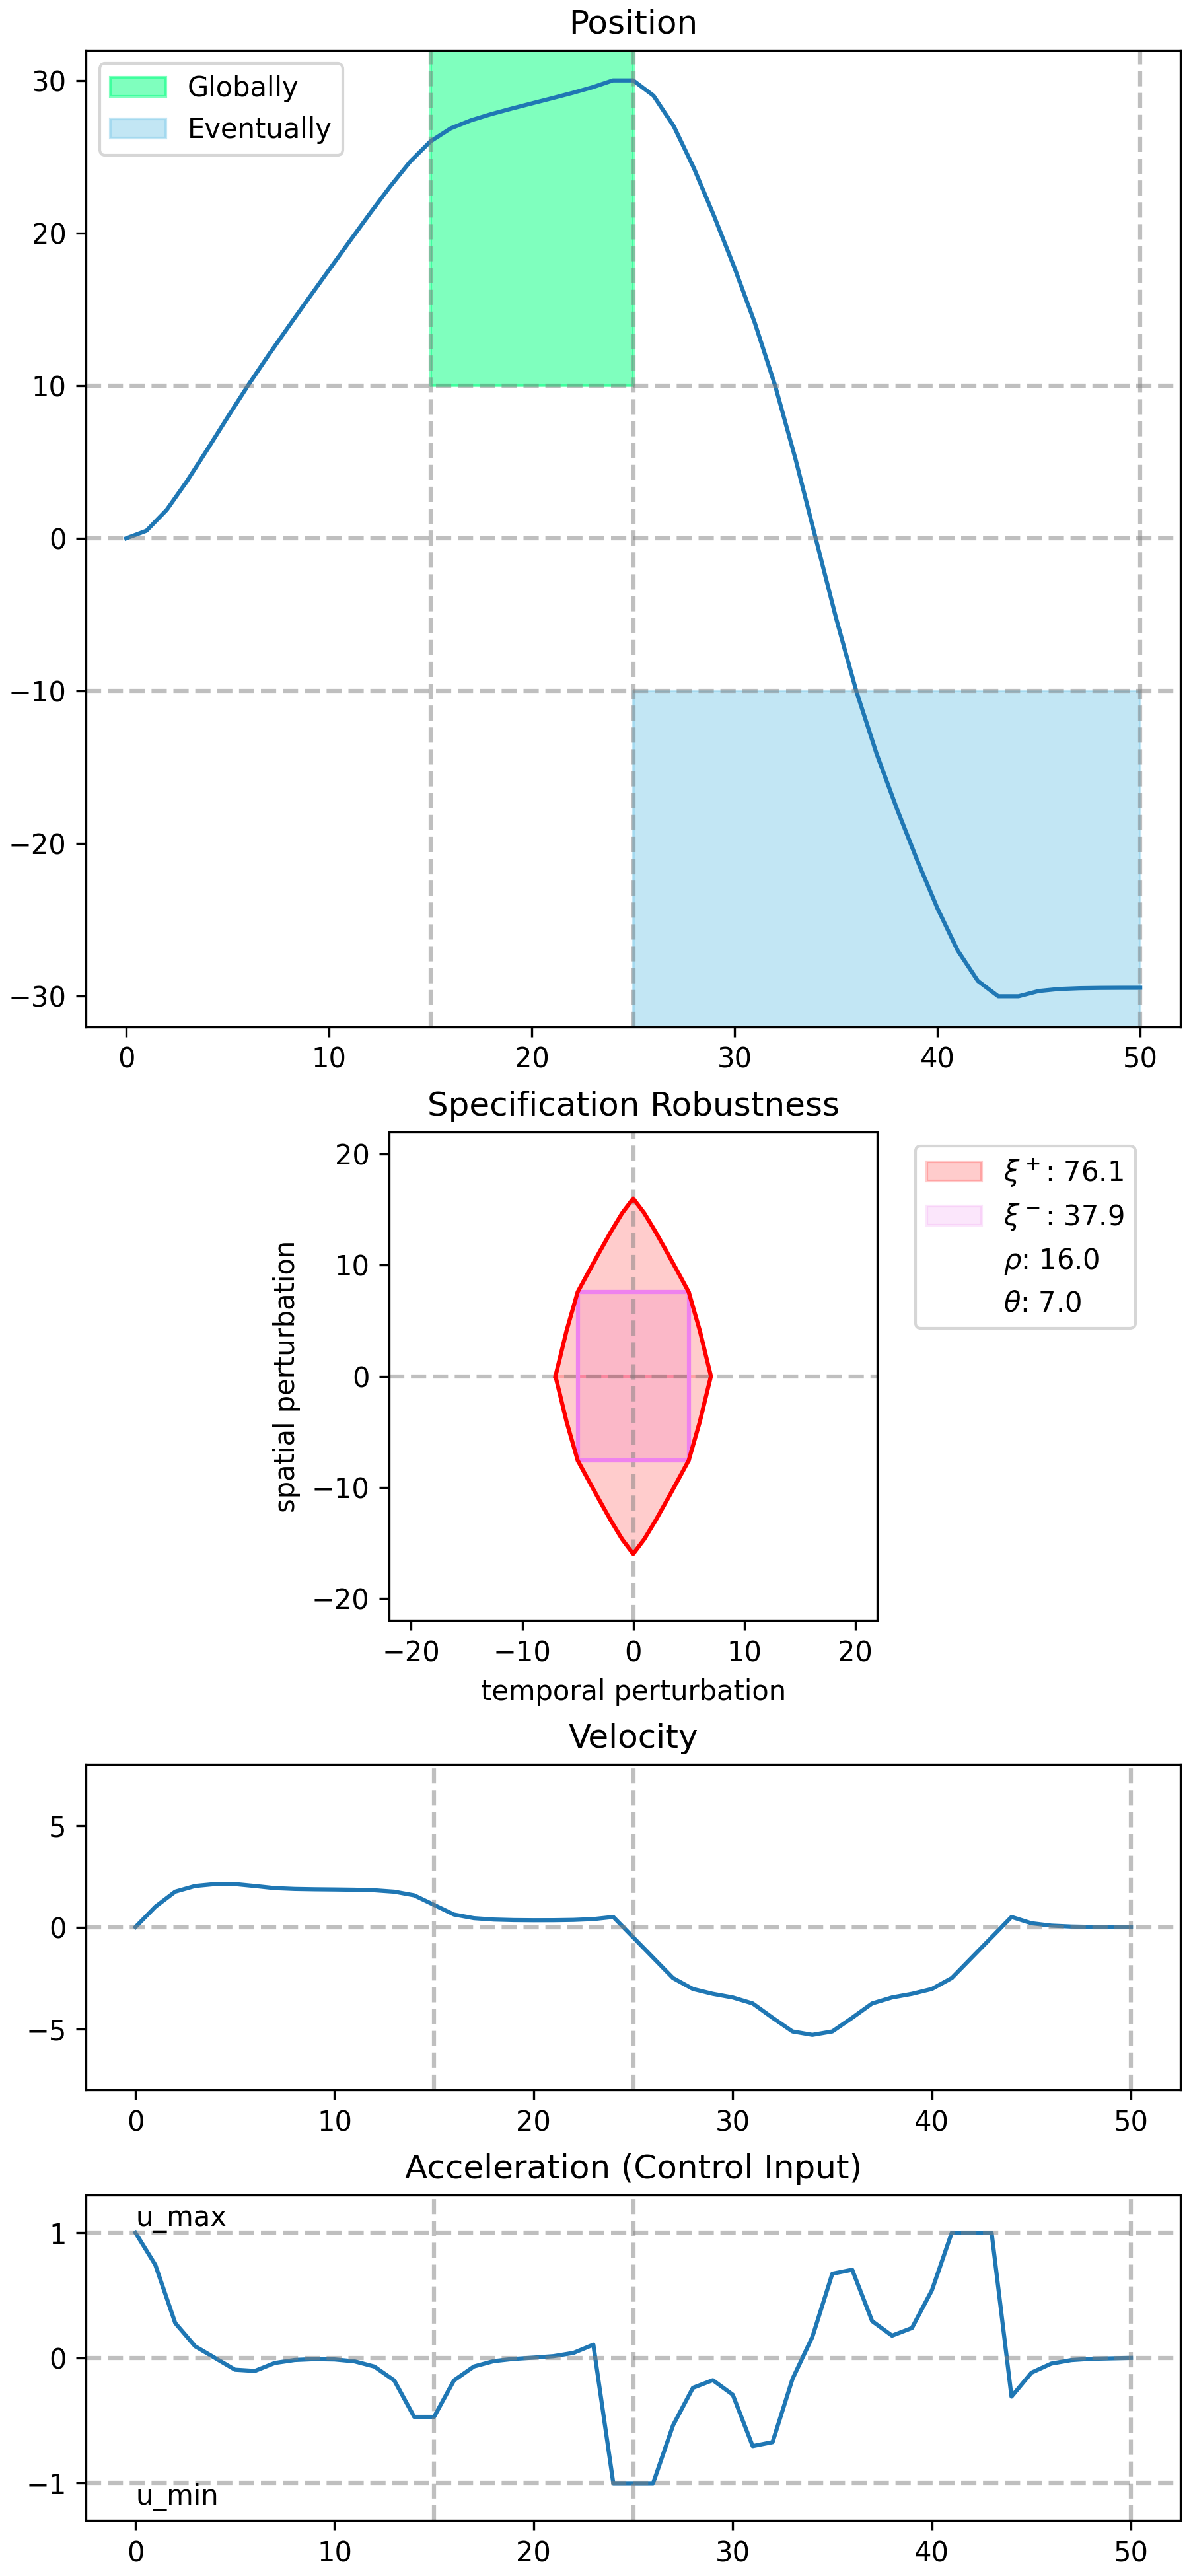 Position
Globally
Eventually
30
20
10
0
−10
−20
−30
0 10 20 30 40 50
Specification Robustness
20
10
0
−10
−20
spatial perturbation
−20 −10 0 10 20
temporal perturbation
ξ⁺: 76.1
ξ⁻: 37.9
ρ: 16.0
θ: 7.0
Velocity
5
0
−5
0 10 20 30 40 50
Acceleration (Control Input)
u_max
1
0
−1
u_min
0 10 20 30 40 50